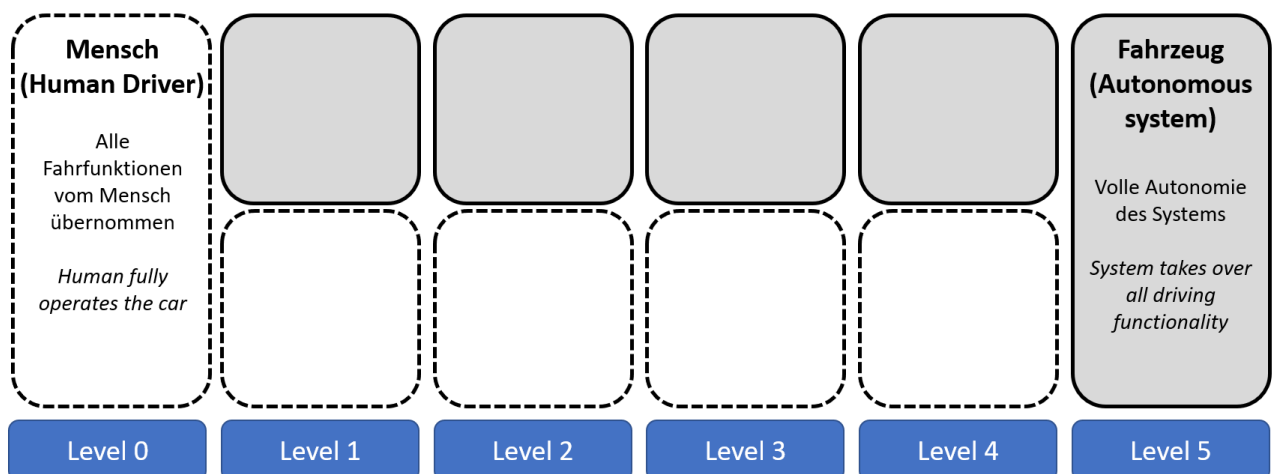 Mensch
(Human Driver)
Alle
Fahrfunktionen
vom Mensch
übernommen
Human fully
operates the car
Fahrzeug
(Autonomous
system)
Volle Autonomie
des Systems
System takes over
all driving
functionality
Level 0
Level 1
Level 2
Level 3
Level 4
Level 5